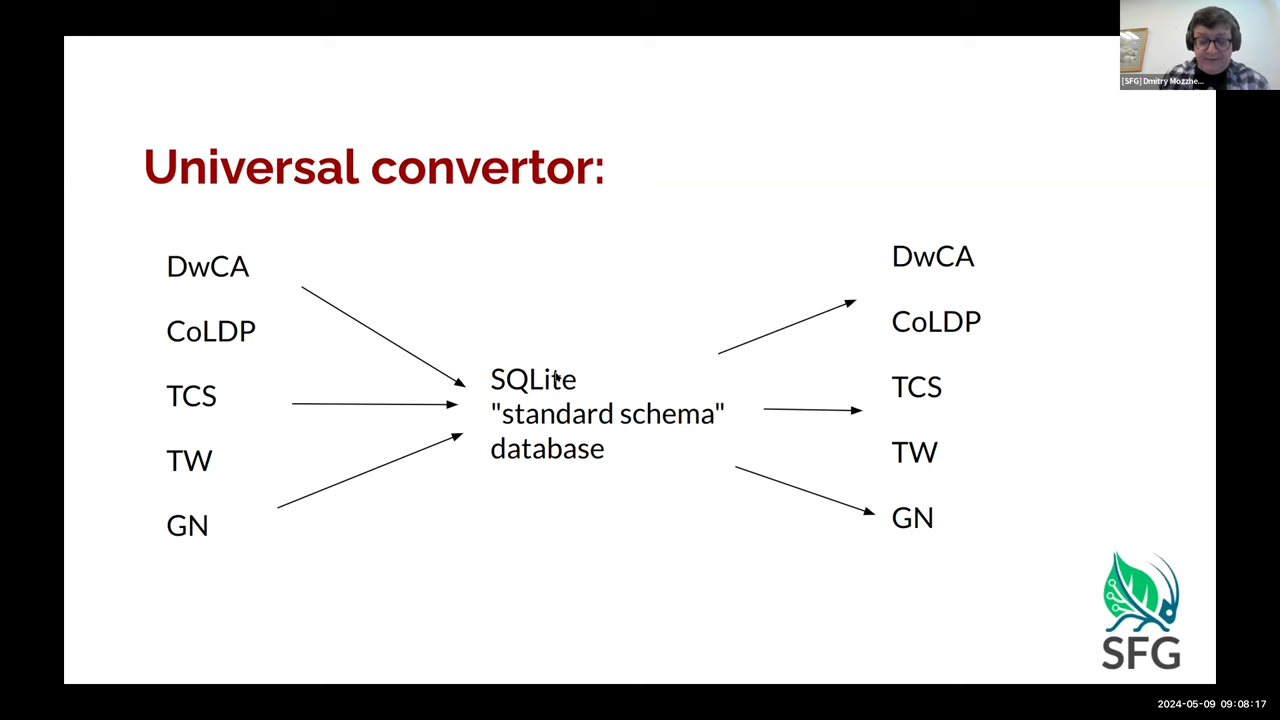 [SFG] Dmitry Mozzhe...
Universal convertor:
DwCA
CoLDP
TCS
TW
GN
SQLite
"standard schema"
database
DwCA
CoLDP
TCS
TW
GN
SFG
2024-05-09 09:08:17